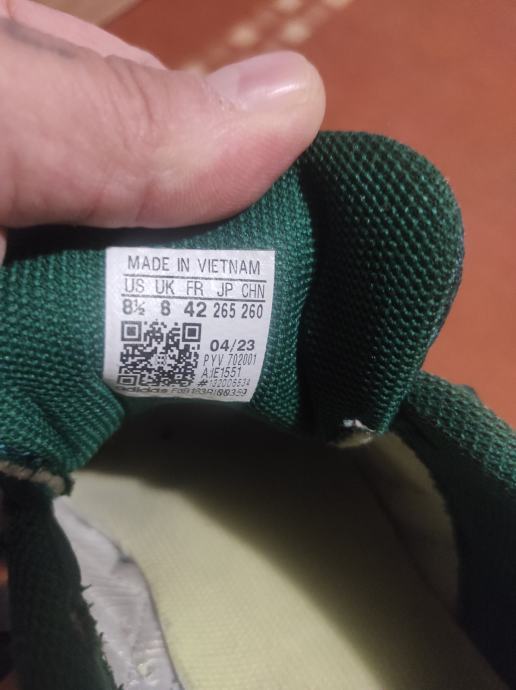 MADE IN VIETNAM
US UK FR JP CHN
8½ 8 42 265 260
04/23
PYV 702001
adidas